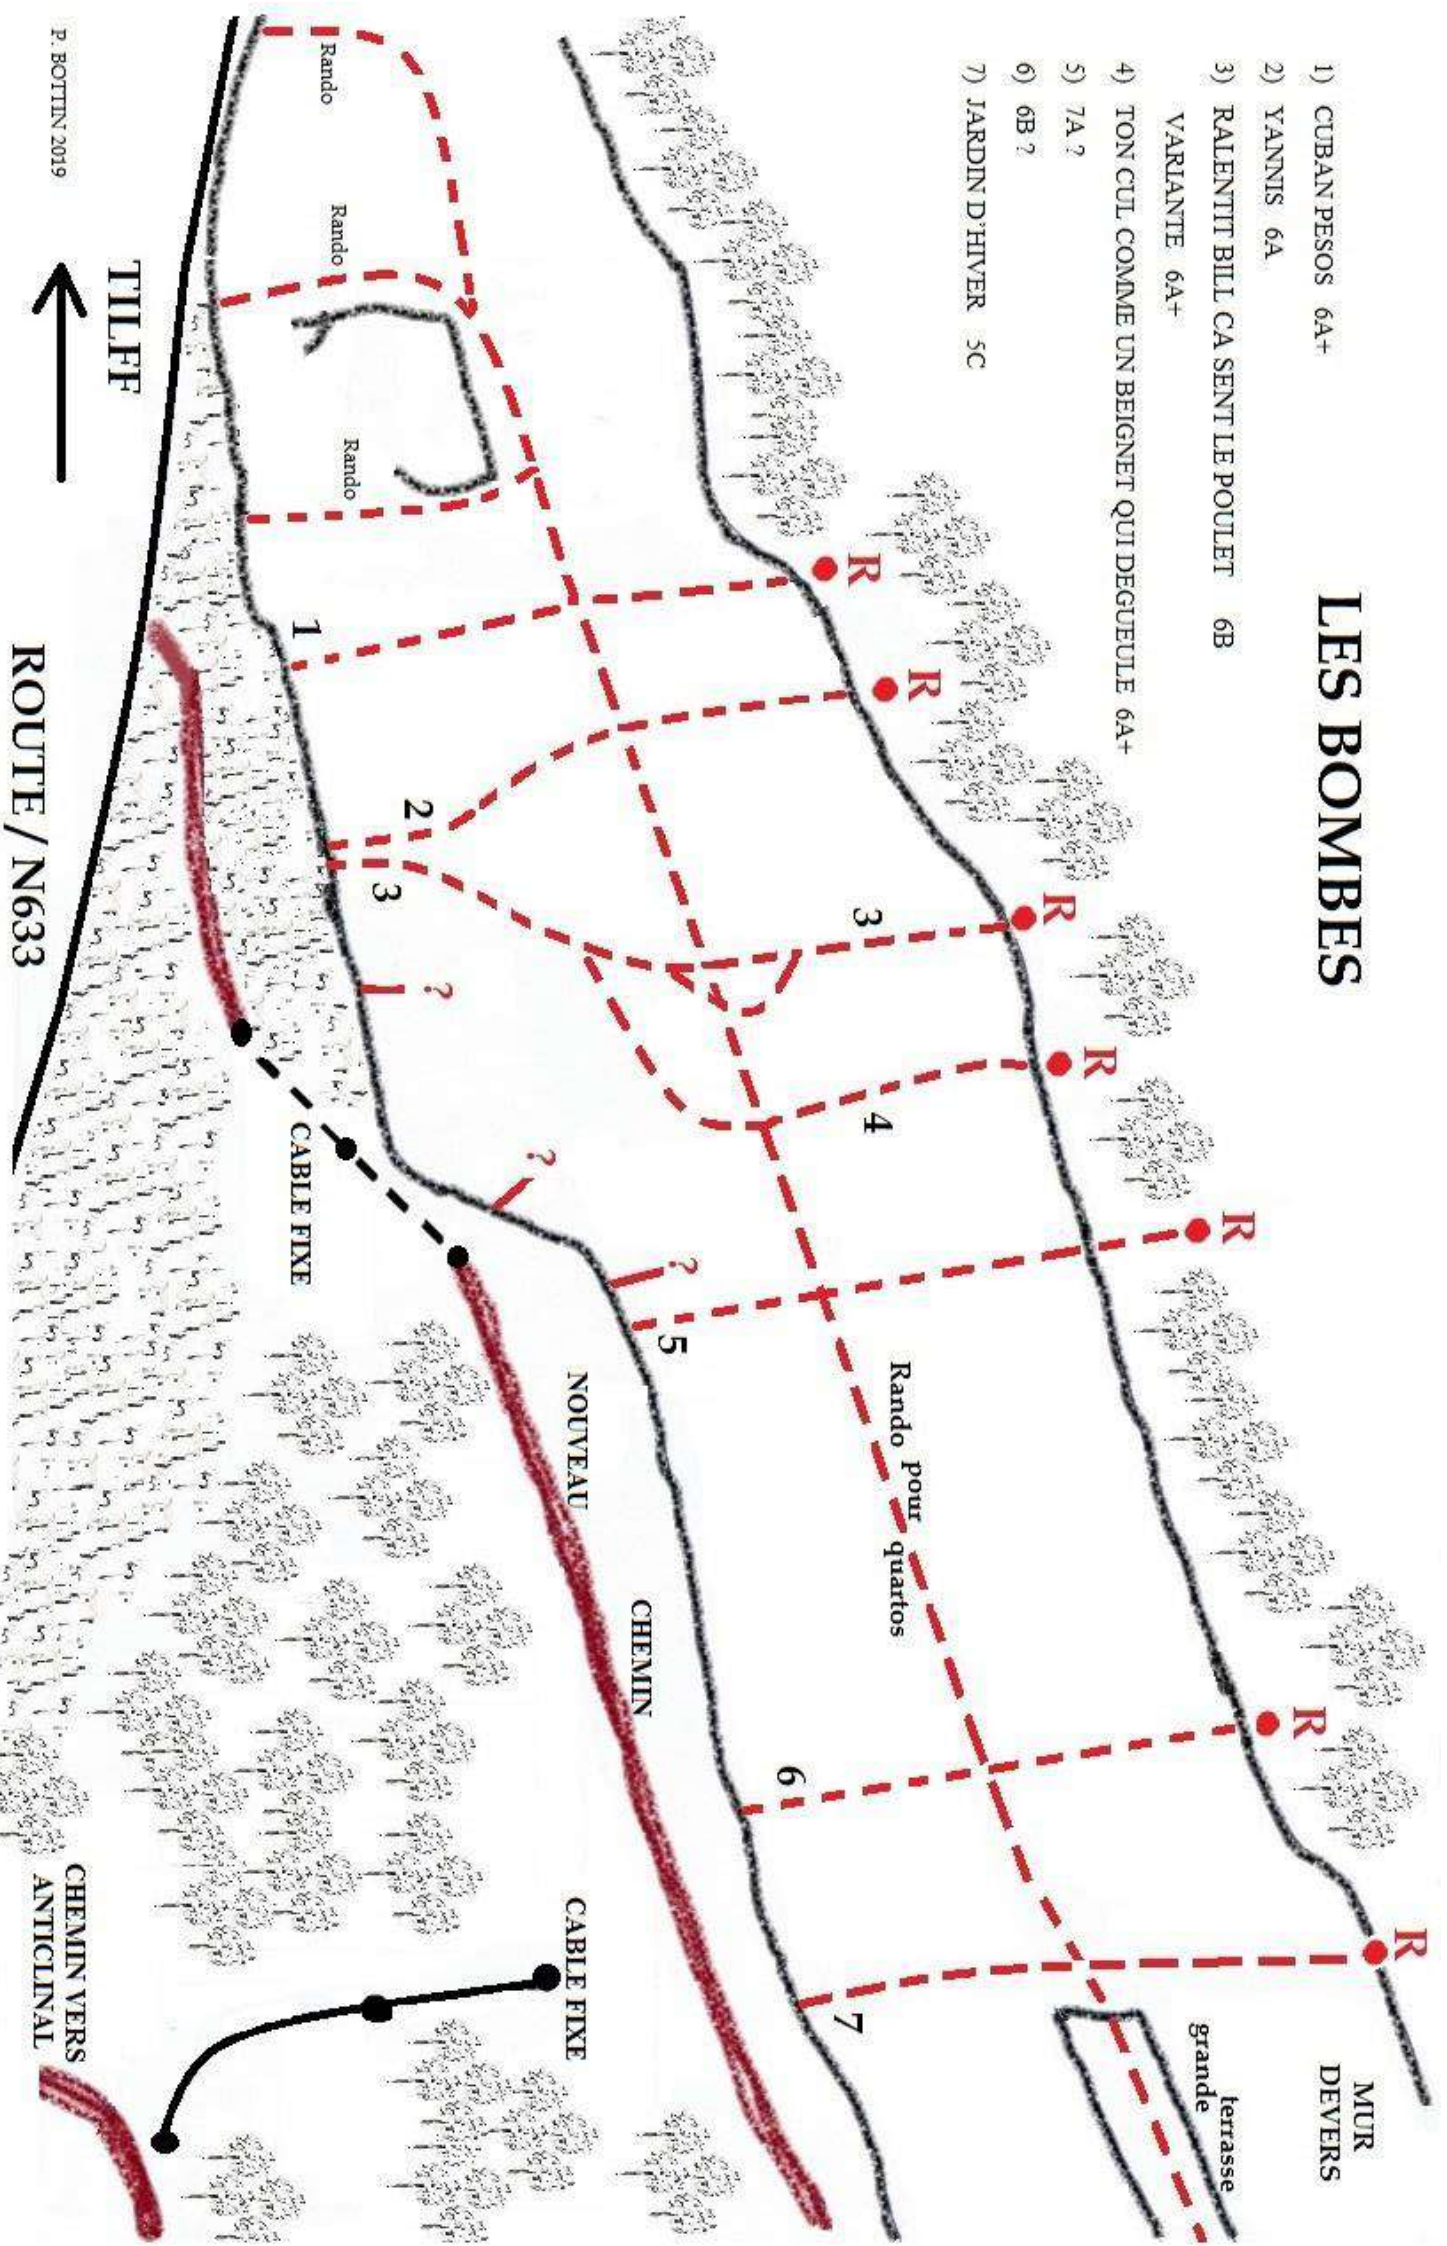 LES BOMBES
1) CUBAN PESOS 6A+
2) YANNIS 6A
3) RALENTIT BILL CA SENT LE POULET 6B
VARIANTE 6A+
4) TON CUL COMME UN BEIGNET QUI DEGUEULE 6A+
5) 7A ?
6) 6B ?
7) JARDIN D'HIVER 5C
R
R
R
R
R
R
R
MUR
DEVERS
grande
terrasse
3
4
Rando pour quartos
Rando
Rando
Rando
1
2
3
?
?
?
5
6
7
NOUVEAU
CHEMIN
CABLE FIXE
CABLE FIXE
TILFF
ROUTE / N633
CHEMIN VERS
ANTICLINAL
P. BOTTIN 2019